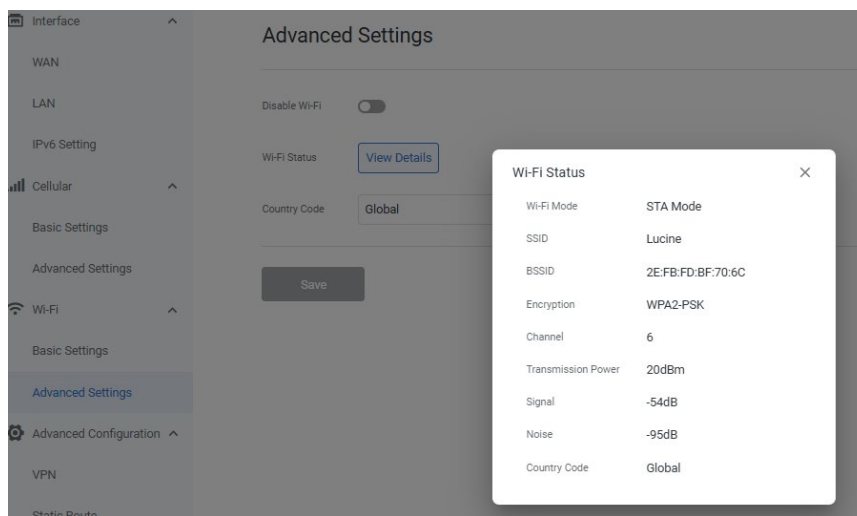 Interface
WAN
LAN
IPv6 Setting
Cellular
Basic Settings
Advanced Settings
Wi-Fi
Basic Settings
Advanced Settings
Advanced Configuration
VPN
Static Route
Advanced Settings
Disable Wi-Fi
Wi-Fi Status View Details
Country Code Global
Save
Wi-Fi Status
Wi-Fi Mode STA Mode
SSID Lucine
BSSID 2E:FB:FD:BF:70:6C
Encryption WPA2-PSK
Channel 6
Transmission Power 20dBm
Signal -54dB
Noise -95dB
Country Code Global